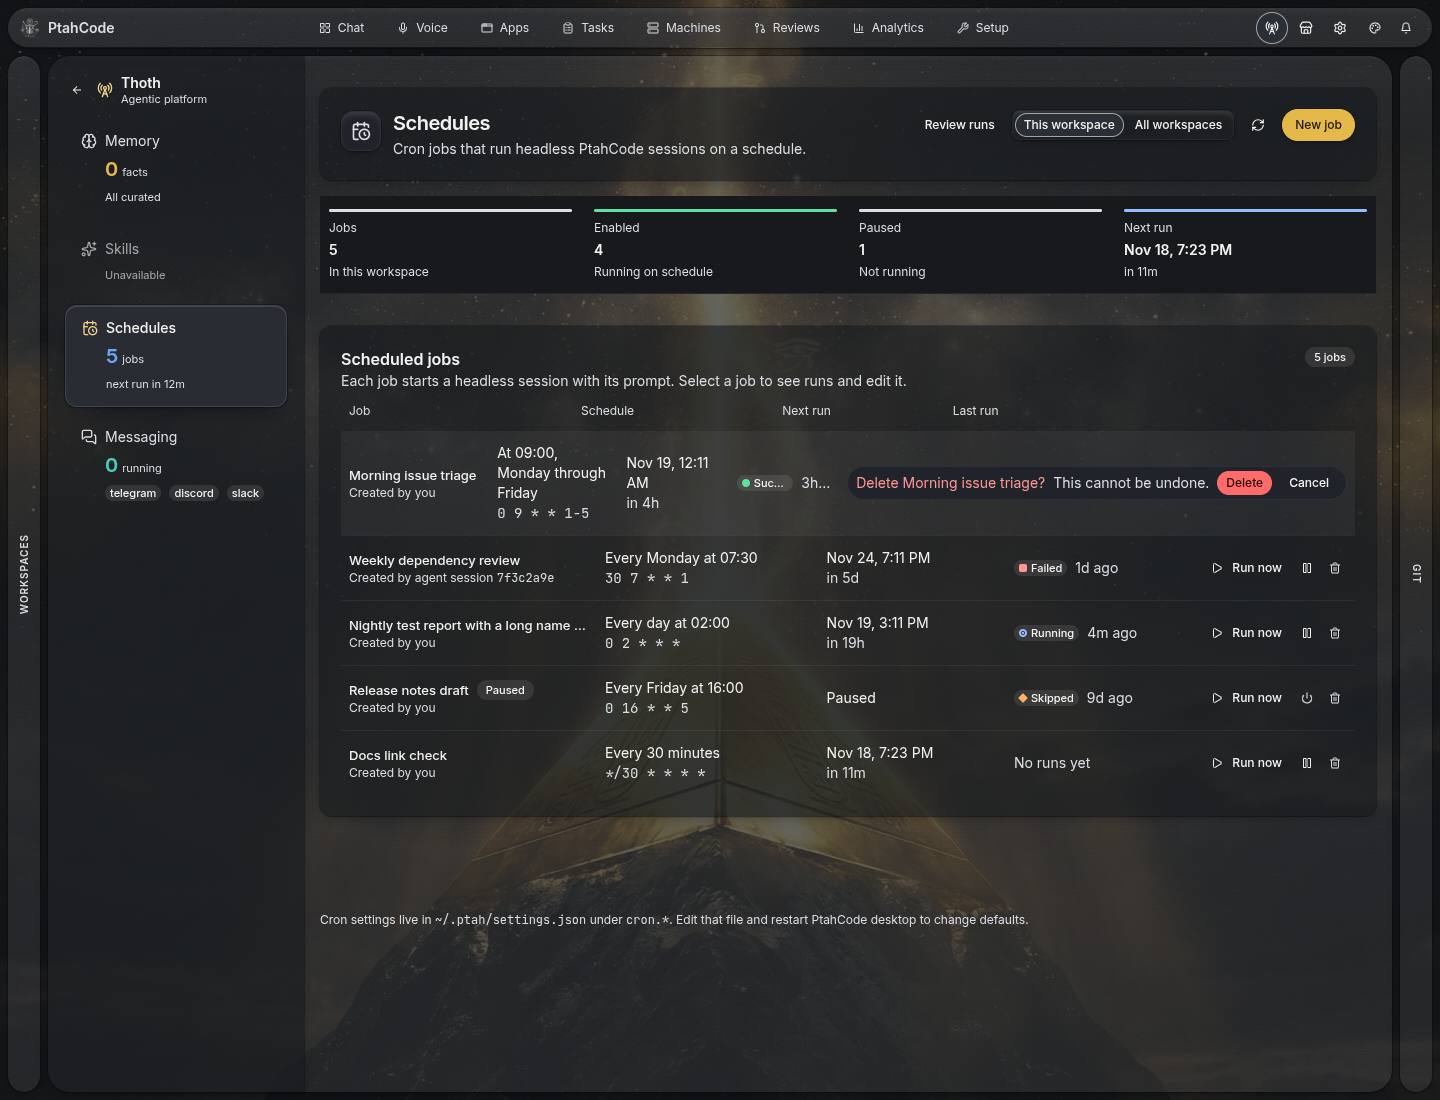 PtahCode
Chat
Voice
Apps
Tasks
Machines
Reviews
Analytics
Setup
WORKSPACES
Thoth
Agentic platform
Memory
0 facts
All curated
Skills
Unavailable
Schedules
5 jobs
next run in 12m
Messaging
0 running
telegram discord slack
Schedules
Cron jobs that run headless PtahCode sessions on a schedule.
Review runs
This workspace
All workspaces
New job
Jobs
5
In this workspace
Enabled
4
Running on schedule
Paused
1
Not running
Next run
Nov 18, 7:23 PM
in 11m
Scheduled jobs
5 jobs
Each job starts a headless session with its prompt. Select a job to see runs and edit it.
Job Schedule Next run Last run
Morning issue triage
Created by you
At 09:00,
Monday through
Friday
0 9 * * 1-5
Nov 19, 12:11
AM
in 4h
Suc...
3h...
Delete Morning issue triage? This cannot be undone.
Delete
Cancel
Weekly dependency review
Created by agent session 7f3c2a9e
Every Monday at 07:30
30 7 * * 1
Nov 24, 7:11 PM
in 5d
Failed 1d ago
Run now
Nightly test report with a long name ...
Created by you
Every day at 02:00
0 2 * * *
Nov 19, 3:11 PM
in 19h
Running 4m ago
Run now
Release notes draft Paused
Created by you
Every Friday at 16:00
0 16 * * 5
Paused
Skipped 9d ago
Run now
Docs link check
Created by you
Every 30 minutes
*/30 * * * *
Nov 18, 7:23 PM
in 11m
No runs yet
Run now
Cron settings live in ~/.ptah/settings.json under cron.*. Edit that file and restart PtahCode desktop to change defaults.
GIT